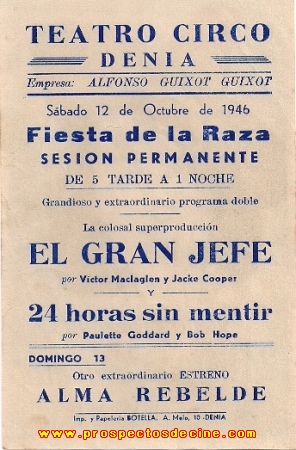 TEATRO CIRCO
DENIA
Empresa: ALFONSO GUIXOT GUIXOT
Sábado 12 de Octubre de 1946
Fiesta de la Raza
SESION PERMANENTE
DE 5 TARDE A 1 NOCHE
Grandioso y extraordinario programa doble
La colosal superproducción
EL GRAN JEFE
por Víctor Maclaglen y Jacke Cooper
Y
24 horas sin mentir
por Paulette Goddard y Bob Hope
DOMINGO 13
Otro extraordinario ESTRENO
ALMA REBELDE
Imp. y Papelería BOTELLA. A. Melo, 10 -DENIA
www.prospectosdecine.com